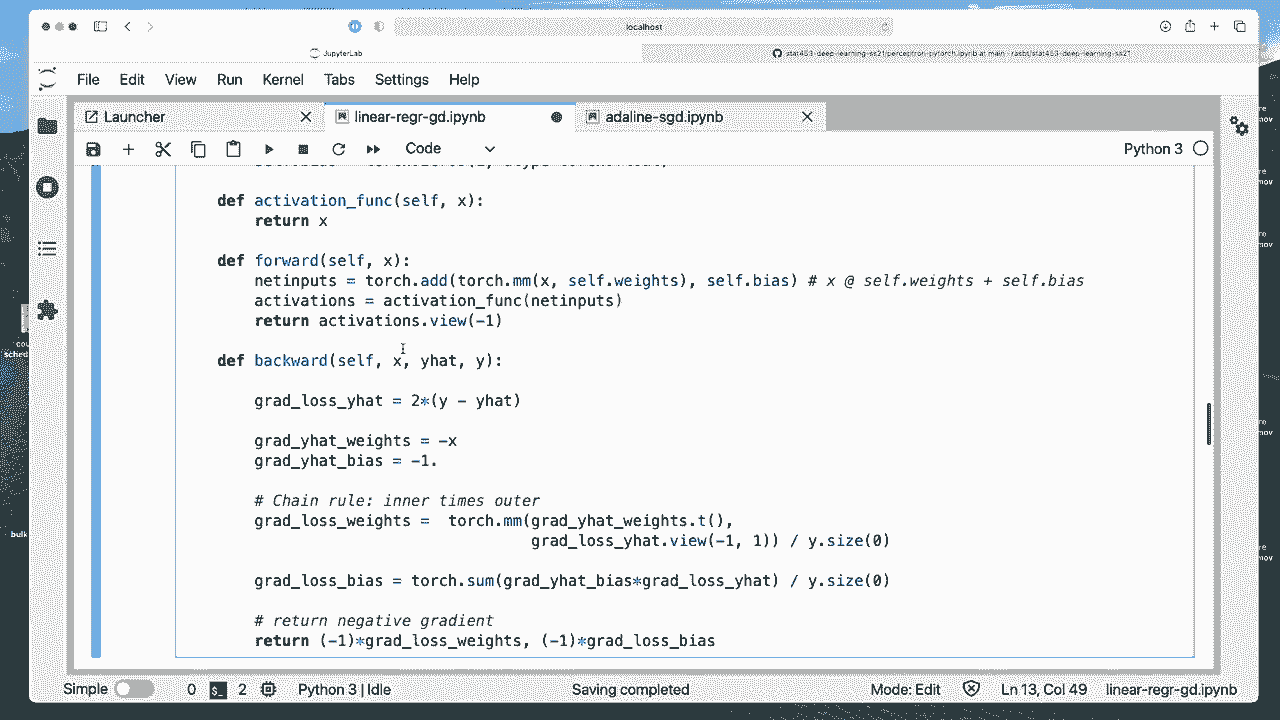 localhost
JupyterLab
stat453-deep-learning-ss21/perceptron-pytorch.ipynb at main · rasbt/stat453-deep-learning-ss21
File Edit View Run Kernel Tabs Settings Help
Launcher linear-regr-gd.ipynb adaline-sgd.ipynb
Code Python 3
def activation_func(self, x):
return x
def forward(self, x):
netinputs = torch.add(torch.mm(x, self.weights), self.bias) # x @ self.weights + self.bias
activations = activation_func(netinputs)
return activations.view(-1)
def backward(self, x, yhat, y):
grad_loss_yhat = 2*(y - yhat)
grad_yhat_weights = -x
grad_yhat_bias = -1.
# Chain rule: inner times outer
grad_loss_weights =  torch.mm(grad_yhat_weights.t(),
grad_loss_yhat.view(-1, 1)) / y.size(0)
grad_loss_bias = torch.sum(grad_yhat_bias*grad_loss_yhat) / y.size(0)
# return negative gradient
return (-1)*grad_loss_weights, (-1)*grad_loss_bias
Simple 0 2 Python 3 | Idle Saving completed Mode: Edit Ln 13, Col 49 linear-regr-gd.ipynb